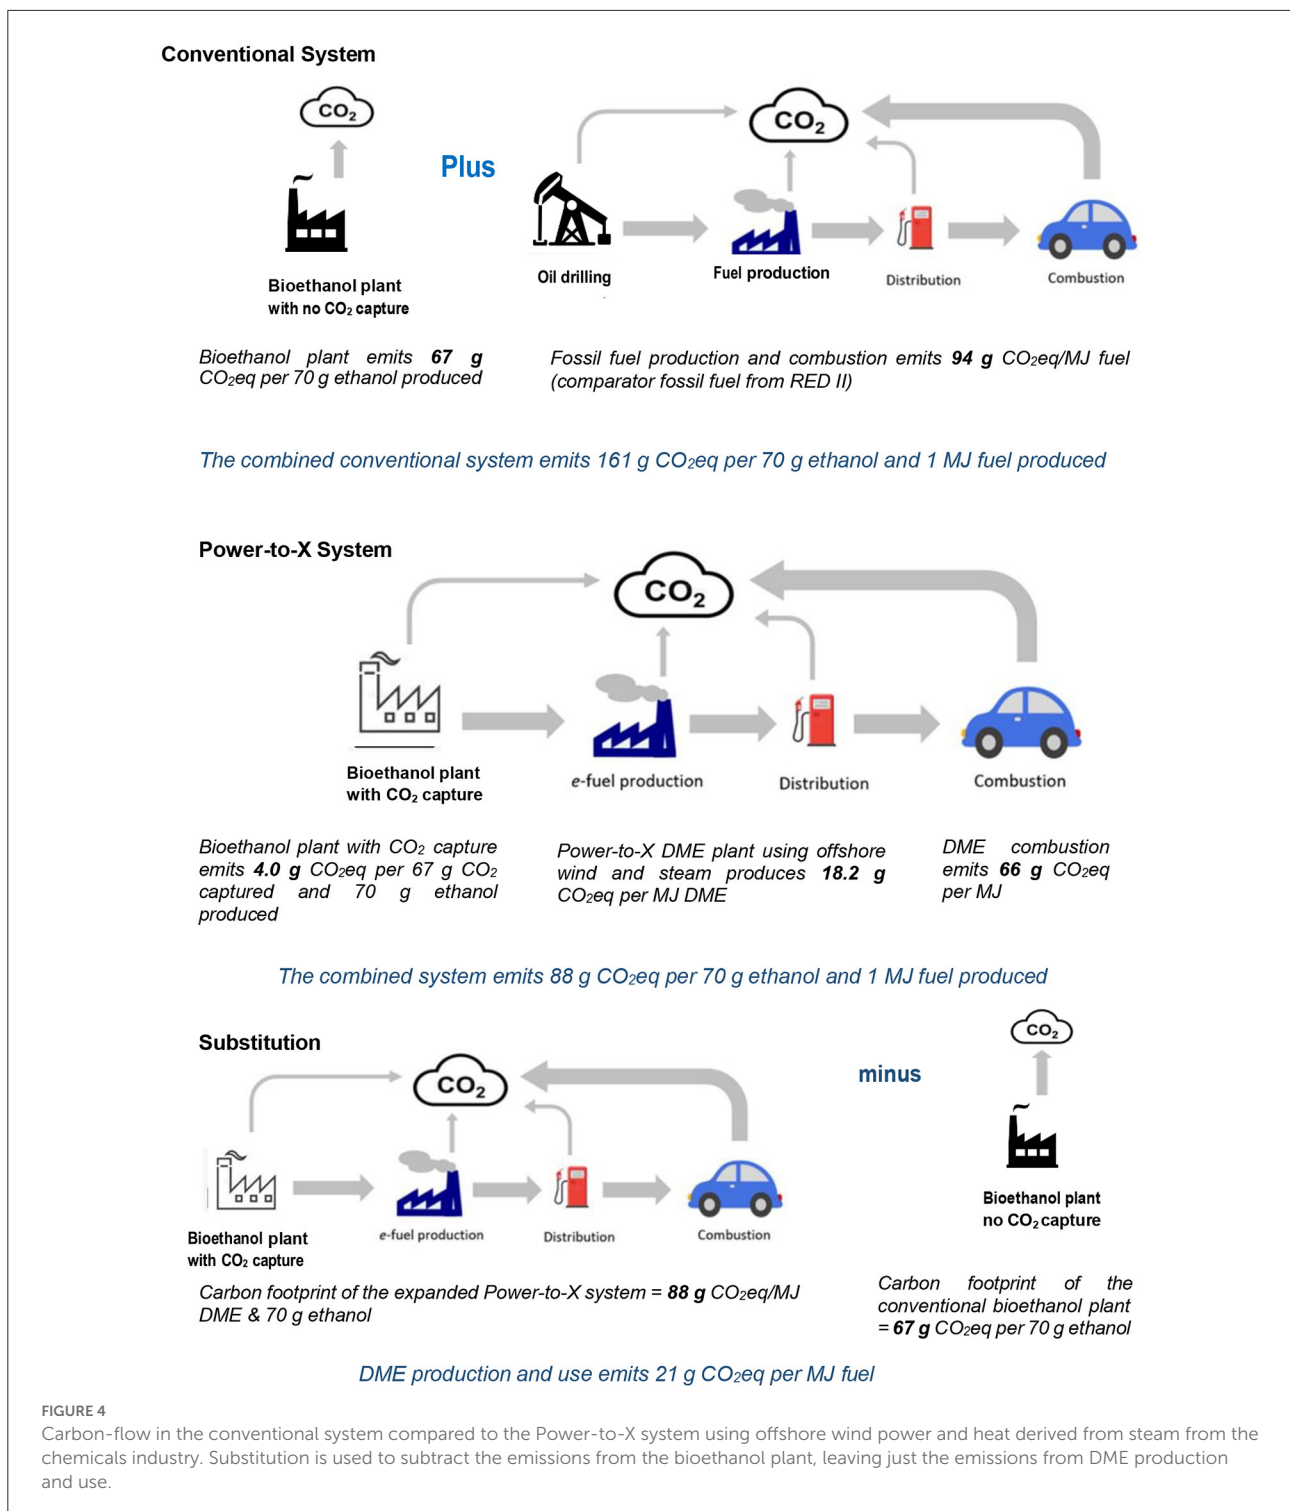 Conventional System
CO2
Plus
CO2
Bioethanol plant
with no CO2 capture
Oil drilling
Fuel production
Distribution
Combustion
Bioethanol plant emits 67 g
CO2eq per 70 g ethanol produced
Fossil fuel production and combustion emits 94 g CO2eq/MJ fuel
(comparator fossil fuel from RED II)
The combined conventional system emits 161 g CO2eq per 70 g ethanol and 1 MJ fuel produced
Power-to-X System
CO2
Bioethanol plant
with CO2 capture
e-fuel production
Distribution
Combustion
Bioethanol plant with CO2 capture
emits 4.0 g CO2eq per 67 g CO2
captured and 70 g ethanol
produced
Power-to-X DME plant using offshore
wind and steam produces 18.2 g
CO2eq per MJ DME
DME combustion
emits 66 g CO2eq
per MJ
The combined system emits 88 g CO2eq per 70 g ethanol and 1 MJ fuel produced
Substitution
CO2
minus
CO2
Bioethanol plant
with CO2 capture
e-fuel production
Distribution
Combustion
Bioethanol plant
no CO2 capture
Carbon footprint of the expanded Power-to-X system = 88 g CO2eq/MJ
DME & 70 g ethanol
Carbon footprint of the
conventional bioethanol plant
= 67 g CO2eq per 70 g ethanol
DME production and use emits 21 g CO2eq per MJ fuel
FIGURE 4
Carbon-flow in the conventional system compared to the Power-to-X system using offshore wind power and heat derived from steam from the
chemicals industry. Substitution is used to subtract the emissions from the bioethanol plant, leaving just the emissions from DME production
and use.